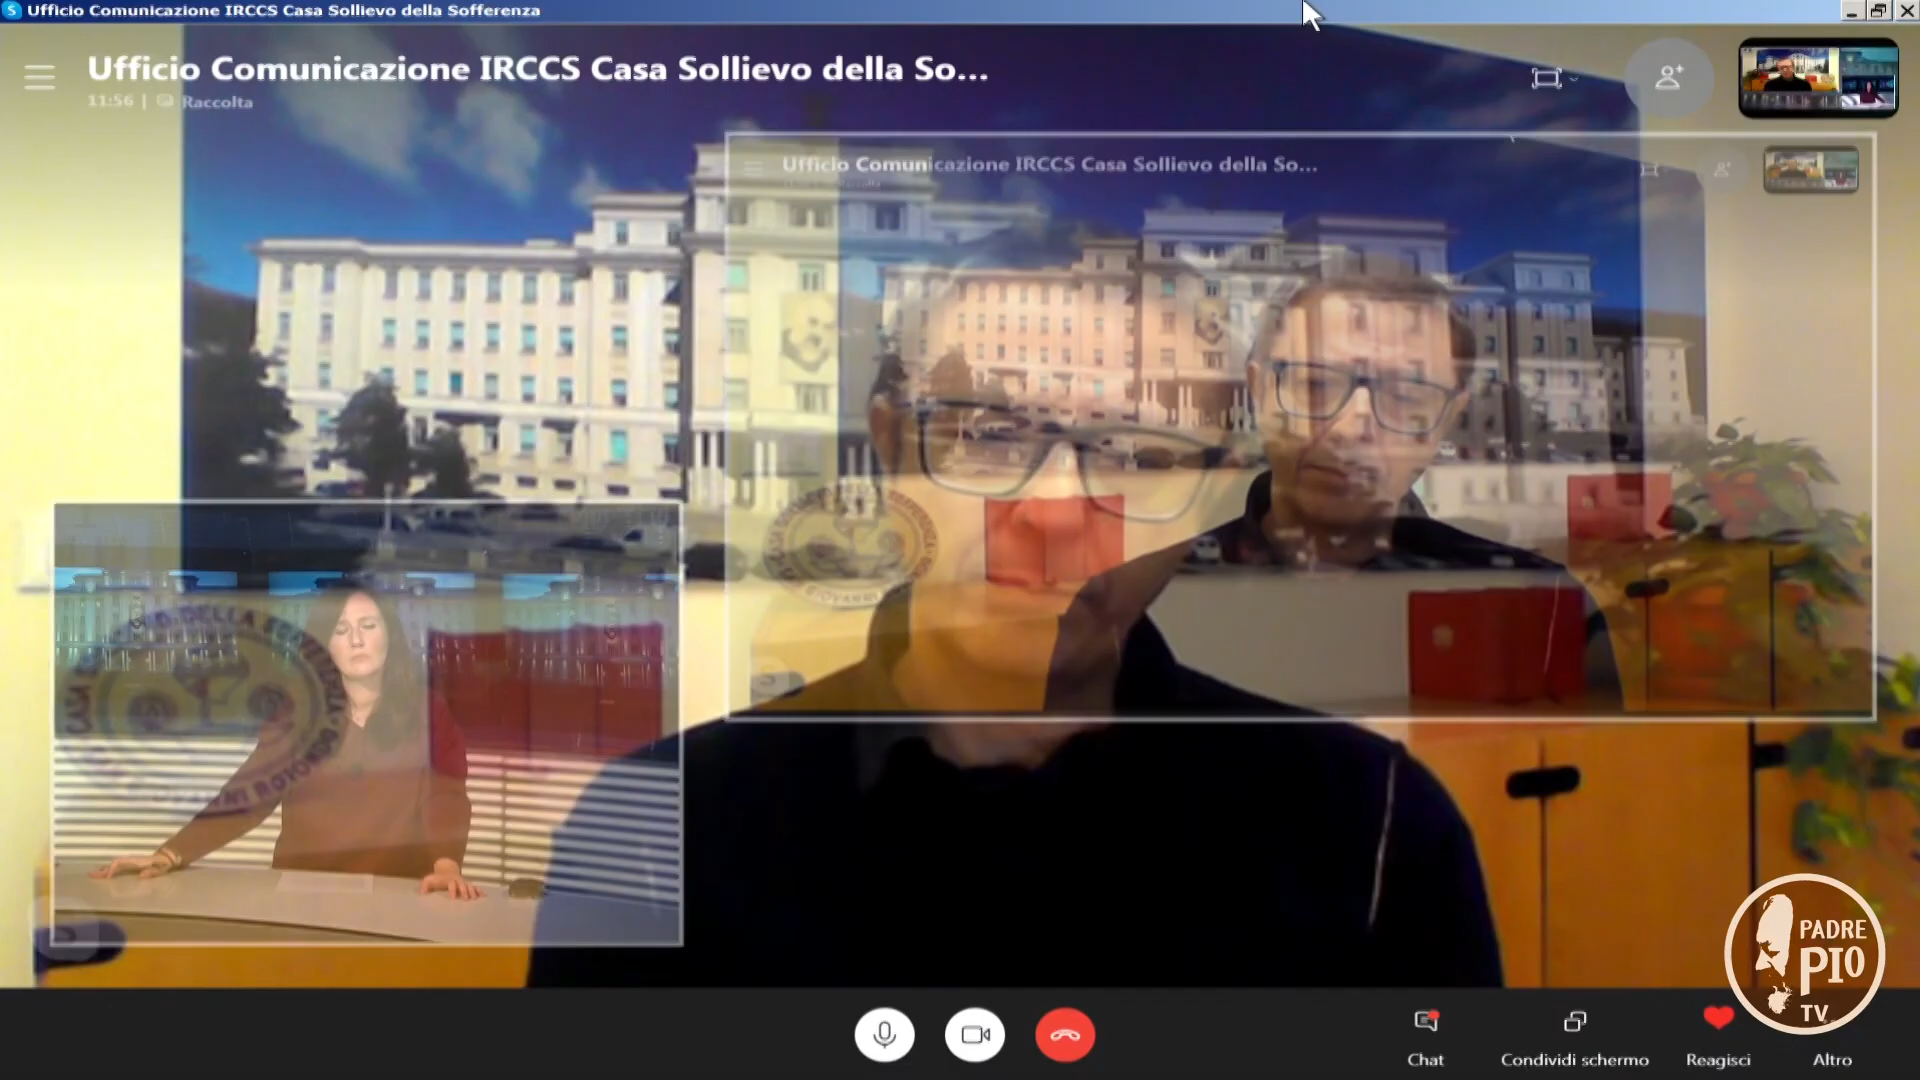 Ufficio Comunicazione IRCCS Casa Sollievo della Sofferenza
Ufficio Comunicazione IRCCS Casa Sollievo della So...
11:56 | Raccolta
Ufficio Comunicazione IRCCS Casa Sollievo della So...
PADRE
PIO
TV
Chat
Condividi schermo
Reagisci
Altro